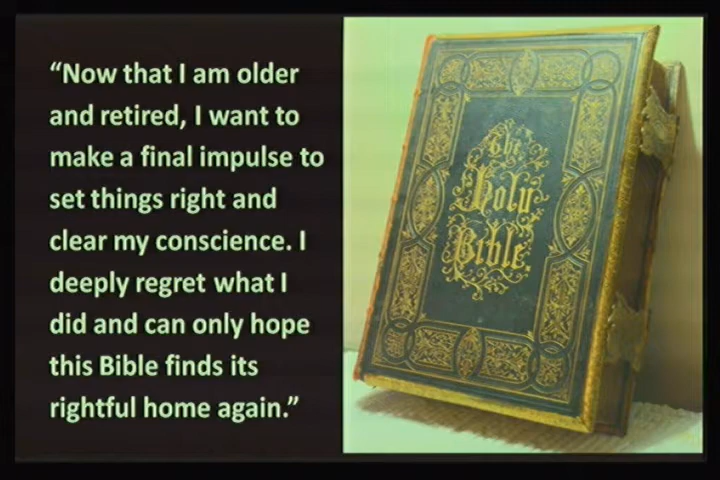 “Now that I am older
and retired, I want to
make a final impulse to
set things right and
clear my conscience. I
deeply regret what I
did and can only hope
this Bible finds its
rightful home again.”
The
Holy
Bible.